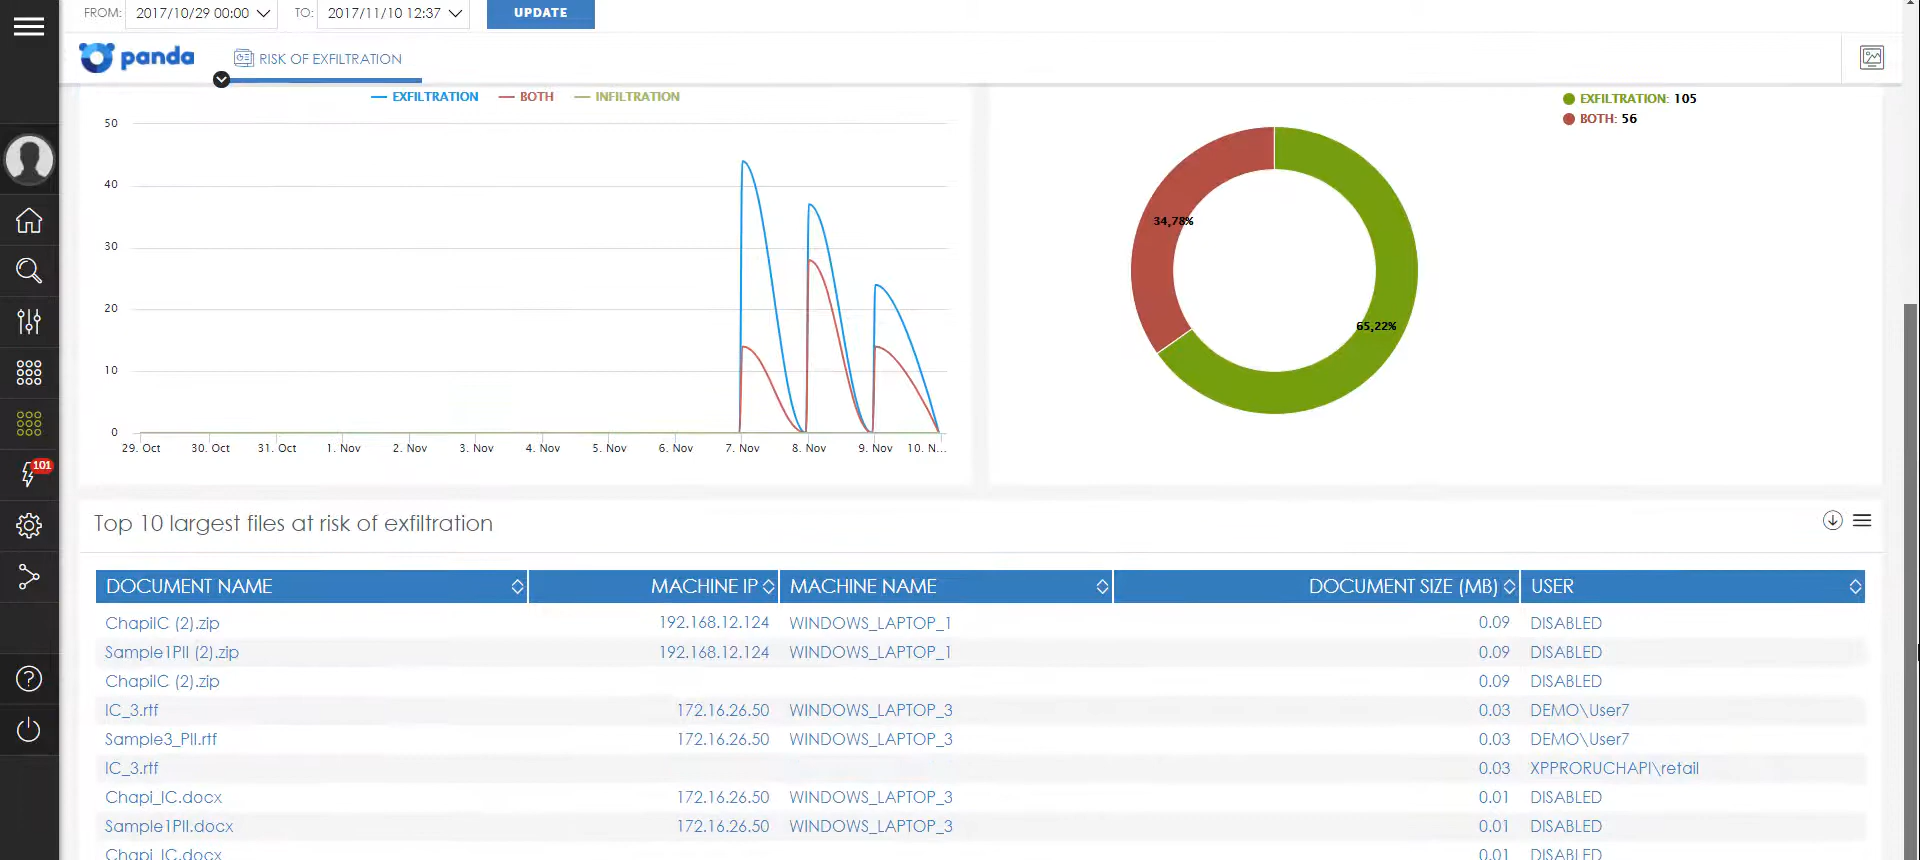 FROM: 2017/10/29 00:00 TO: 2017/11/10 12:37 UPDATE
panda RISK OF EXFILTRATION
EXFILTRATION BOTH INFILTRATION
50
40
30
20
10
0
29. Oct 30. Oct 31. Oct 1. Nov 2. Nov 3. Nov 4. Nov 5. Nov 6. Nov 7. Nov 8. Nov 9. Nov 10. N...
EXFILTRATION: 105
BOTH: 56
34,78%
65,22%
101
Top 10 largest files at risk of exfiltration
DOCUMENT NAME MACHINE IP MACHINE NAME DOCUMENT SIZE (MB) USER
ChapiIC (2).zip 192.168.12.124 WINDOWS_LAPTOP_1 0.09 DISABLED
Sample1PII (2).zip 192.168.12.124 WINDOWS_LAPTOP_1 0.09 DISABLED
ChapiIC (2).zip 0.09 DISABLED
IC_3.rtf 172.16.26.50 WINDOWS_LAPTOP_3 0.03 DEMO\User7
Sample3_PII.rtf 172.16.26.50 WINDOWS_LAPTOP_3 0.03 DEMO\User7
IC_3.rtf 0.03 XPPRORUCHAPI\retail
Chapi_IC.docx 172.16.26.50 WINDOWS_LAPTOP_3 0.01 DISABLED
Sample1PII.docx 172.16.26.50 WINDOWS_LAPTOP_3 0.01 DISABLED
Chapi_IC.docx 0.01 DISABLED